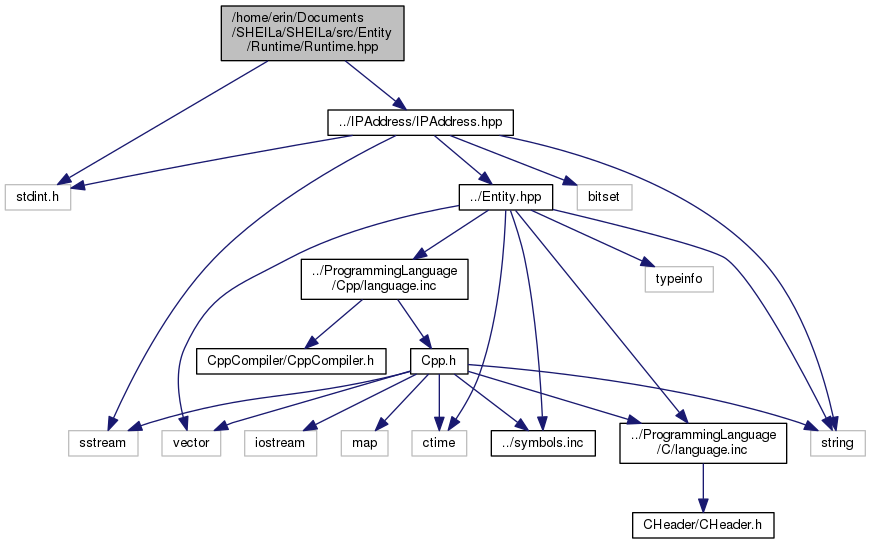 /home/erin/Documents
/SHEILa/SHEILa/src/Entity
/Runtime/Runtime.hpp
../IPAddress/IPAddress.hpp
stdint.h
../Entity.hpp
bitset
../ProgrammingLanguage
/Cpp/language.inc
typeinfo
CppCompiler/CppCompiler.h
Cpp.h
sstream
vector
iostream
map
ctime
../symbols.inc
../ProgrammingLanguage
/C/language.inc
string
CHeader/CHeader.h